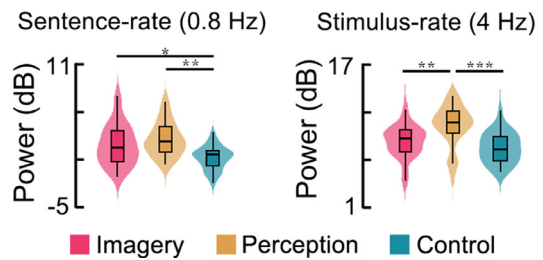 Sentence-rate (0.8 Hz)
Stimulus-rate (4 Hz)
Power (dB)
11
-5
*
**
Power (dB)
17
1
**
***
Imagery
Perception
Control